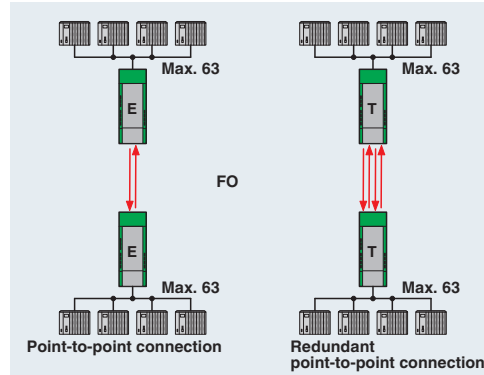 Max. 63
Max. 63
E
T
FO
E
T
Max. 63
Max. 63
Point-to-point connection
Redundant
point-to-point connection